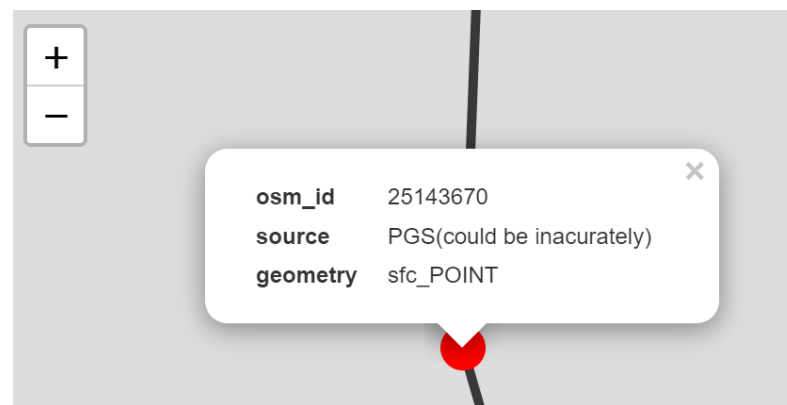 +
−
×
osm_id 25143670
source PGS(could be inacurately)
geometry sfc_POINT